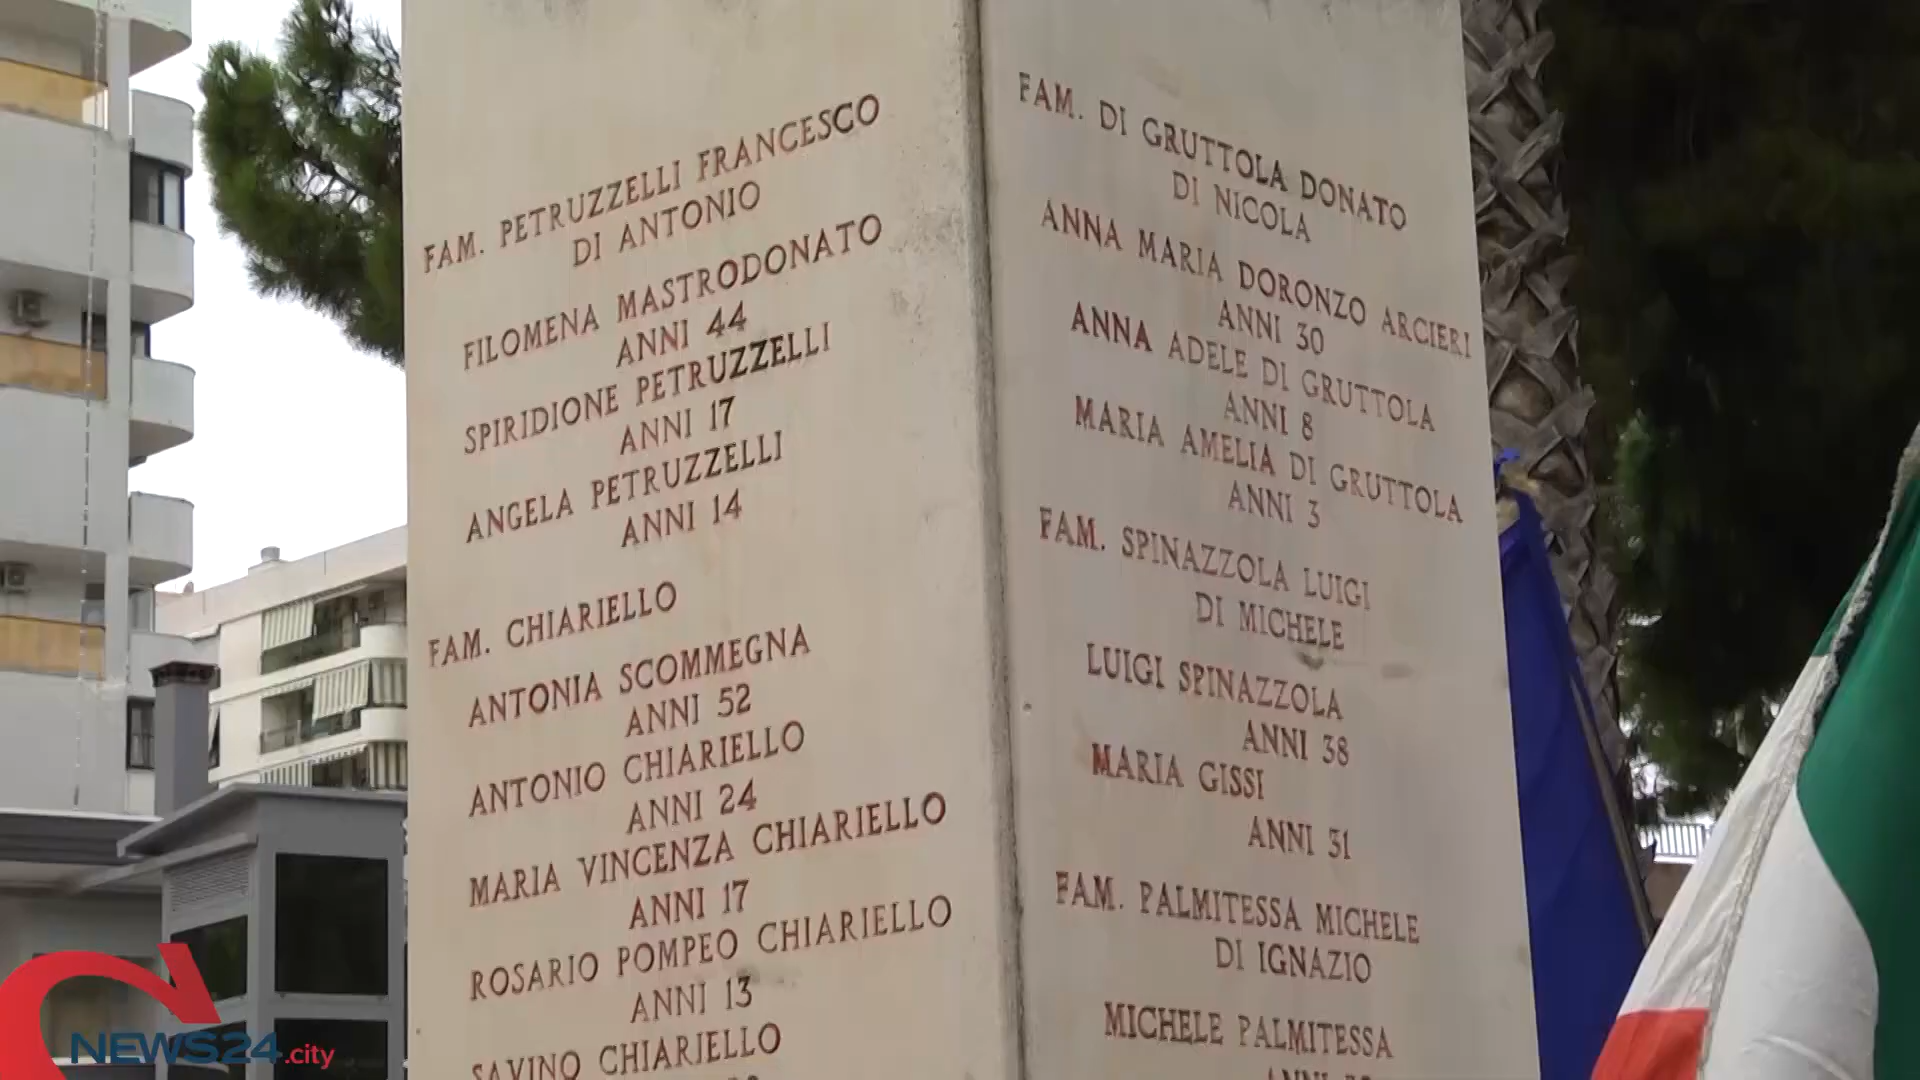 FAM. PETRUZZELLI FRANCESCO
DI ANTONIO
FILOMENA MASTRODONATO
ANNI 44
SPIRIDIONE PETRUZZELLI
ANNI 17
ANGELA PETRUZZELLI
ANNI 14
FAM. CHIARIELLO
ANTONIA SCOMMEGNA
ANNI 52
ANTONIO CHIARIELLO
ANNI 24
MARIA VINCENZA CHIARIELLO
ANNI 17
ROSARIO POMPEO CHIARIELLO
ANNI 13
SAVINO CHIARIELLO
FAM. DI GRUTTOLA DONATO
DI NICOLA
ANNA MARIA DORONZO ARCIERI
ANNI 30
ANNA ADELE DI GRUTTOLA
ANNI 8
MARIA AMELIA DI GRUTTOLA
ANNI 3
FAM. SPINAZZOLA LUIGI
DI MICHELE
LUIGI SPINAZZOLA
ANNI 38
MARIA GISSI
ANNI 31
FAM. PALMITESSA MICHELE
DI IGNAZIO
MICHELE PALMITESSA
ANNI
NEWS24.city